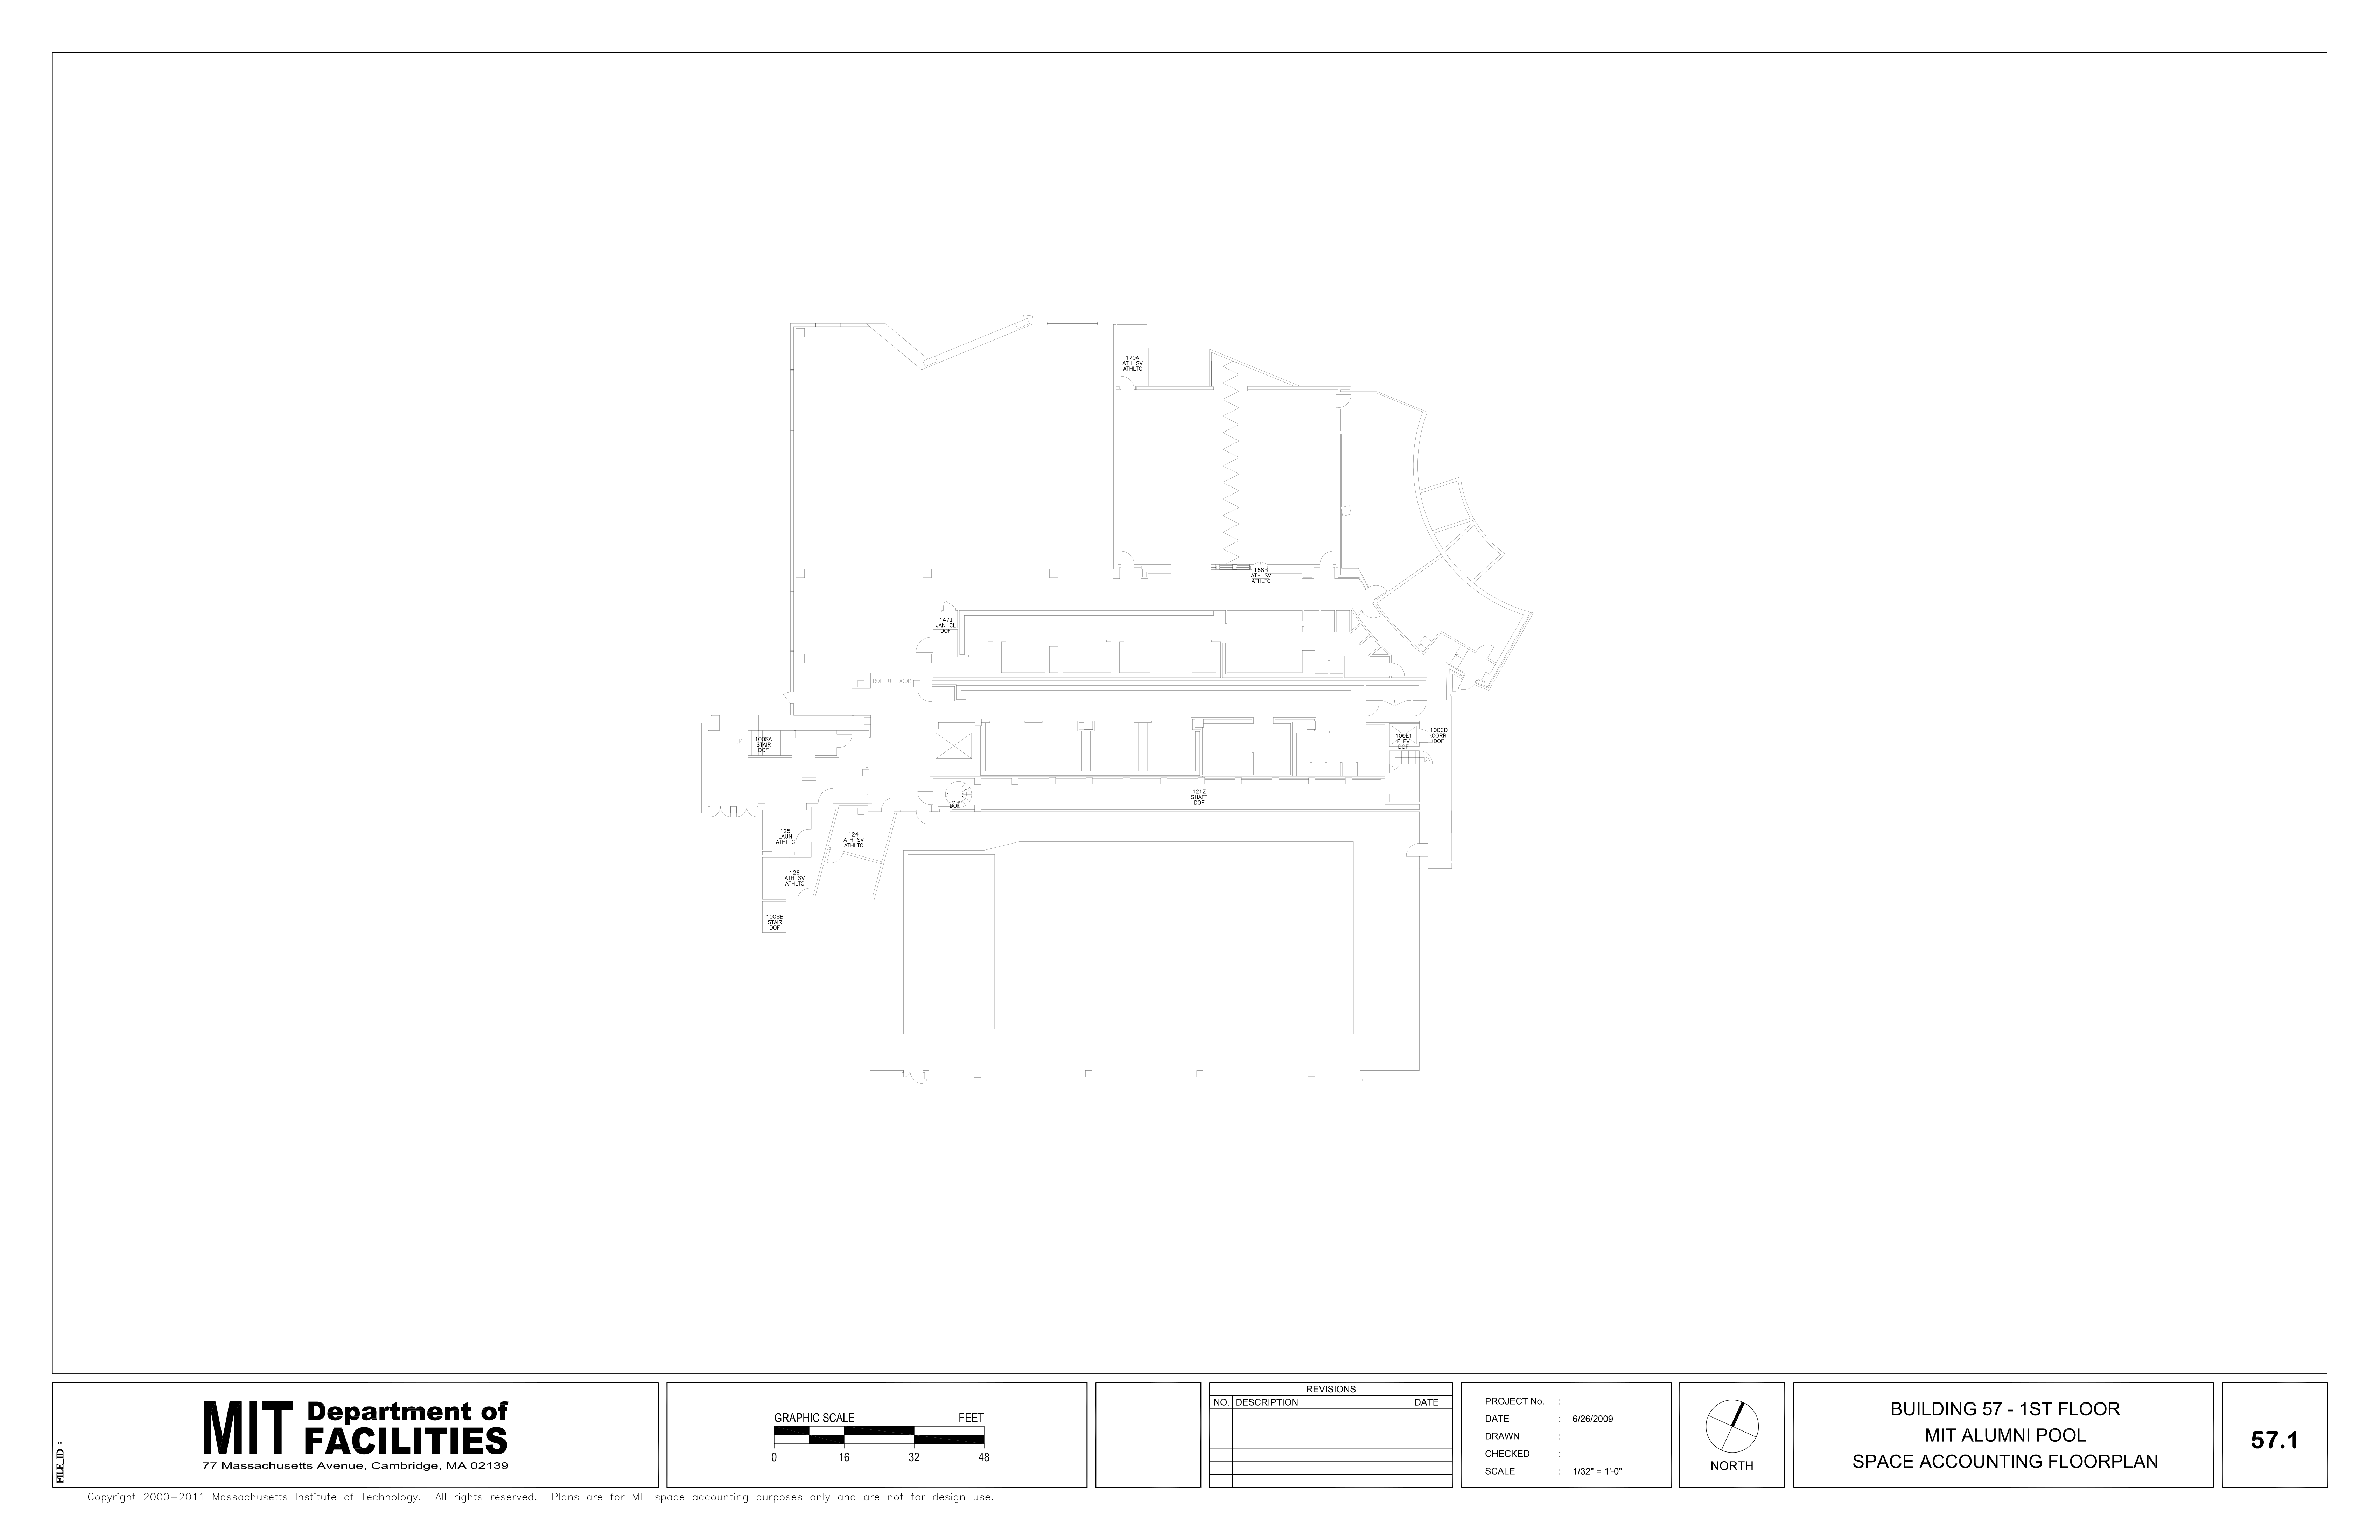 170A
ATH SV
ATHLTC
168B
ATH SV
ATHLTC
147J
JAN CL
DOF
ROLL UP DOOR
UP
100SA
STAIR
DOF
100E1
ELEV
DOF
100CD
CORR
DOF
DN
121Z
SHAFT
DOF
DOF
125
LAUN
ATHLTC
124
ATH SV
ATHLTC
126
ATH SV
ATHLTC
100SB
STAIR
DOF
FILE_ID :
MIT Department of
FACILITIES
77 Massachusetts Avenue, Cambridge, MA 02139
GRAPHIC SCALE FEET
0 16 32 48
REVISIONS
NO. DESCRIPTION DATE
PROJECT No. :
DATE : 6/26/2009
DRAWN :
CHECKED :
SCALE : 1/32" = 1'-0"
NORTH
BUILDING 57 - 1ST FLOOR
MIT ALUMNI POOL
SPACE ACCOUNTING FLOORPLAN
57.1
Copyright 2000-2011 Massachusetts Institute of Technology. All rights reserved. Plans are for MIT space accounting purposes only and are not for design use.